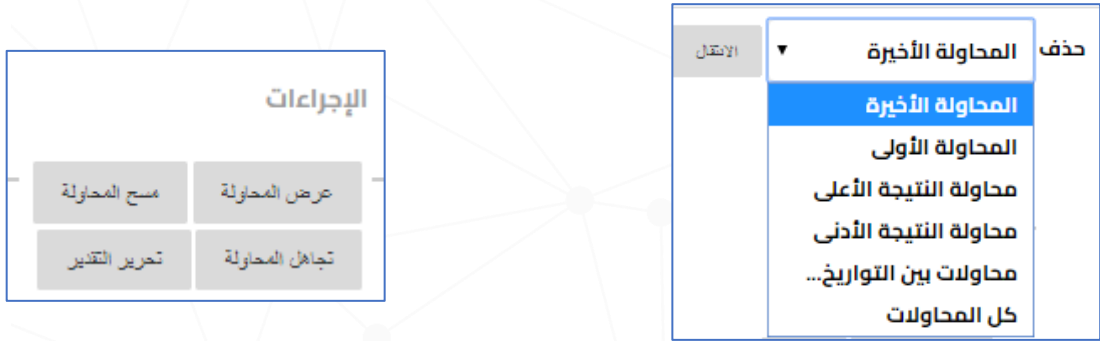 حذف المحاولة الأخيرة الانتقال
المحاولة الأخيرة
المحاولة الأولى
محاولة النتيجة الأعلى
محاولة النتيجة الأدنى
محاولات بين التواريخ...
كل المحاولات
الإجراءات
عرض المحاولة مسح المحاولة
تجاهل المحاولة تحرير التقدير